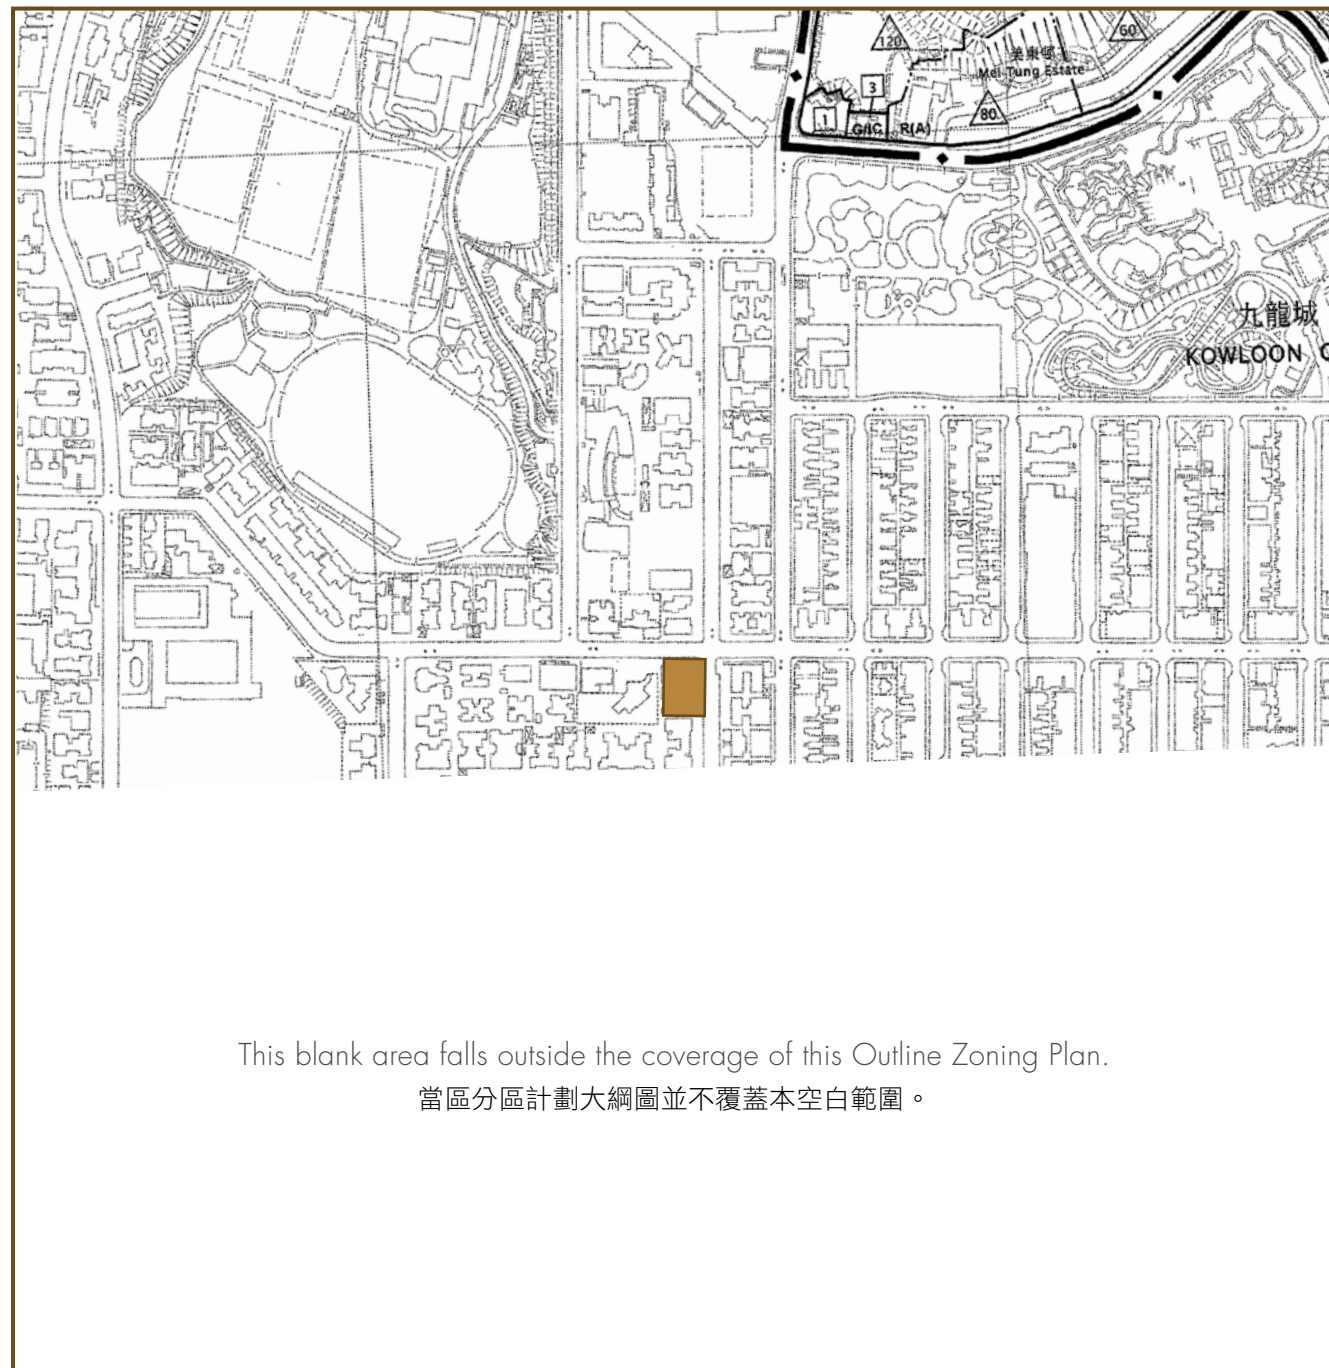 120
60
美東邨
Mei Tung Estate
3
80
1
G/IC
R(A)
九龍城
KOWLOON C
This blank area falls outside the coverage of this Outline Zoning Plan.
當區分區計劃大綱圖並不覆蓋本空白範圍。